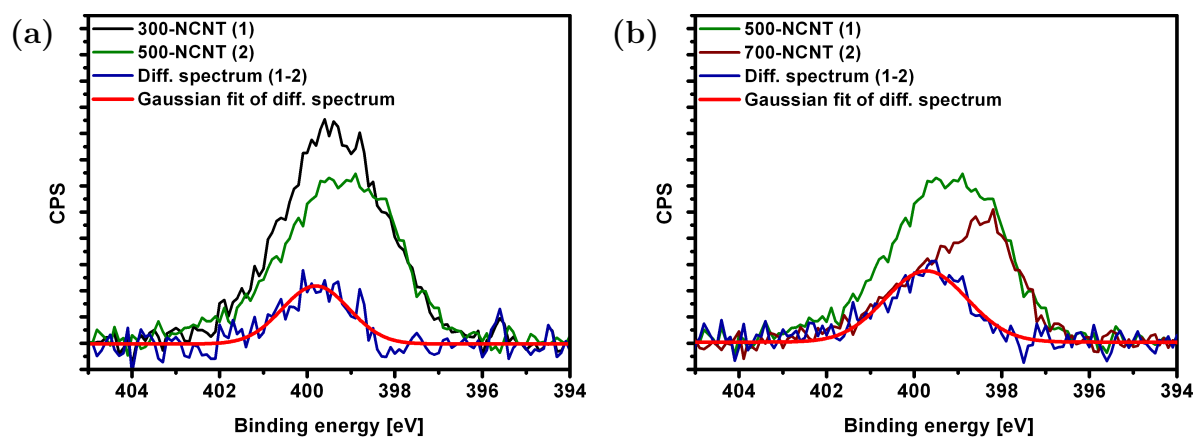 (a)
300-NCNT (1)
500-NCNT (2)
Diff. spectrum (1-2)
Gaussian fit of diff. spectrum
CPS
404 402 400 398 396 394
Binding energy [eV]
(b)
500-NCNT (1)
700-NCNT (2)
Diff. spectrum (1-2)
Gaussian fit of diff. spectrum
CPS
404 402 400 398 396 394
Binding energy [eV]